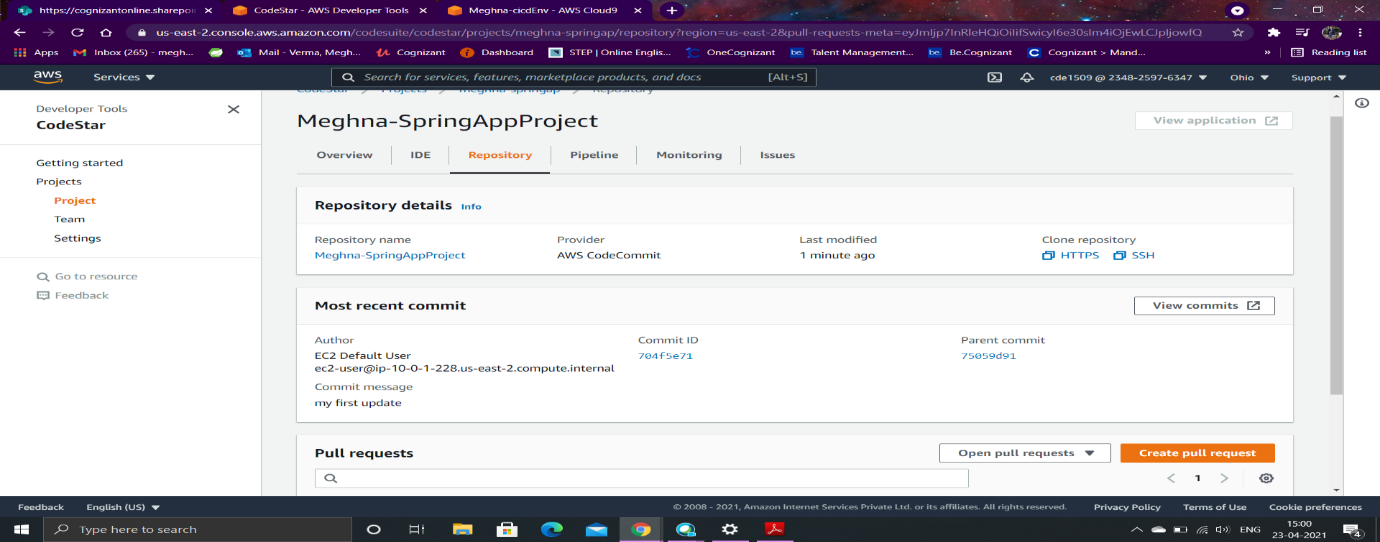 https://cognizantonline.sharepoi
CodeStar - AWS Developer Tools
Meghna-cicdEnv - AWS Cloud9
us-east-2.console.aws.amazon.com/codesuite/codestar/projects/meghna-springap/repository?region=us-east-2&pull-requests-meta=
Apps
Inbox (265) - megh...
Mail - Verma, Megh...
Cognizant
Dashboard
STEP | Online Englis...
OneCognizant
Talent Management...
Be.Cognizant
Cognizant > Mand...
Reading list
aws
Services
Search for services, features, marketplace products, and docs
[Alt+S]
cde1509 @ 2348-2597-6347
Ohio
Support
Developer Tools
CodeStar
Getting started
Projects
Project
Team
Settings
Go to resource
Feedback
CodeStar > Projects > meghna-springap > Repository
Meghna-SpringAppProject
View application
Overview
IDE
Repository
Pipeline
Monitoring
Issues
Repository details Info
Repository name
Meghna-SpringAppProject
Provider
AWS CodeCommit
Last modified
1 minute ago
Clone repository
HTTPS
SSH
Most recent commit
View commits
Author
EC2 Default User
ec2-user@ip-10-0-1-228.us-east-2.compute.internal
Commit ID
704f5e71
Parent commit
75059d91
Commit message
my first update
Pull requests
Open pull requests
Create pull request
1
Feedback
English (US)
© 2008 - 2021, Amazon Internet Services Private Ltd. or its affiliates. All rights reserved.
Privacy Policy
Terms of Use
Cookie preferences
Type here to search
ENG
15:00
23-04-2021
4